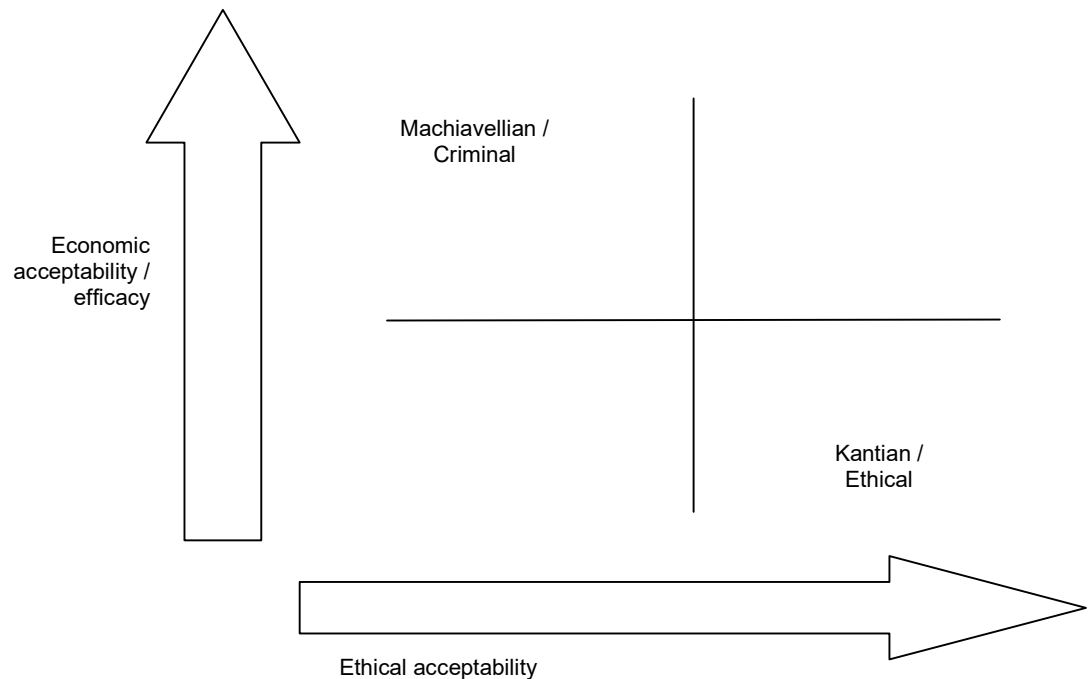 Machiavellian /
Criminal
Economic
acceptability /
efficacy
Kantian /
Ethical
Ethical acceptability